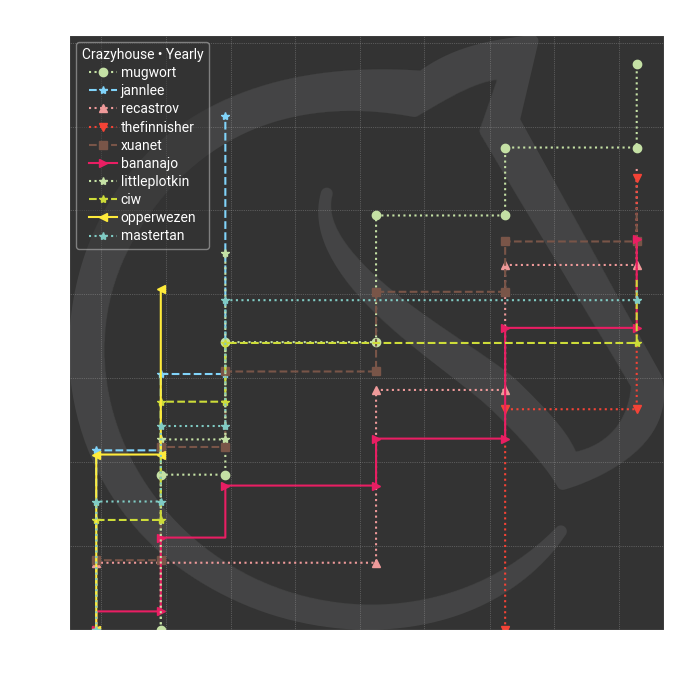 Crazyhouse • Yearly
mugwort
jannlee
recastrov
thefinnisher
xuanet
bananajo
littleplotkin
ciw
opperwezen
mastertan